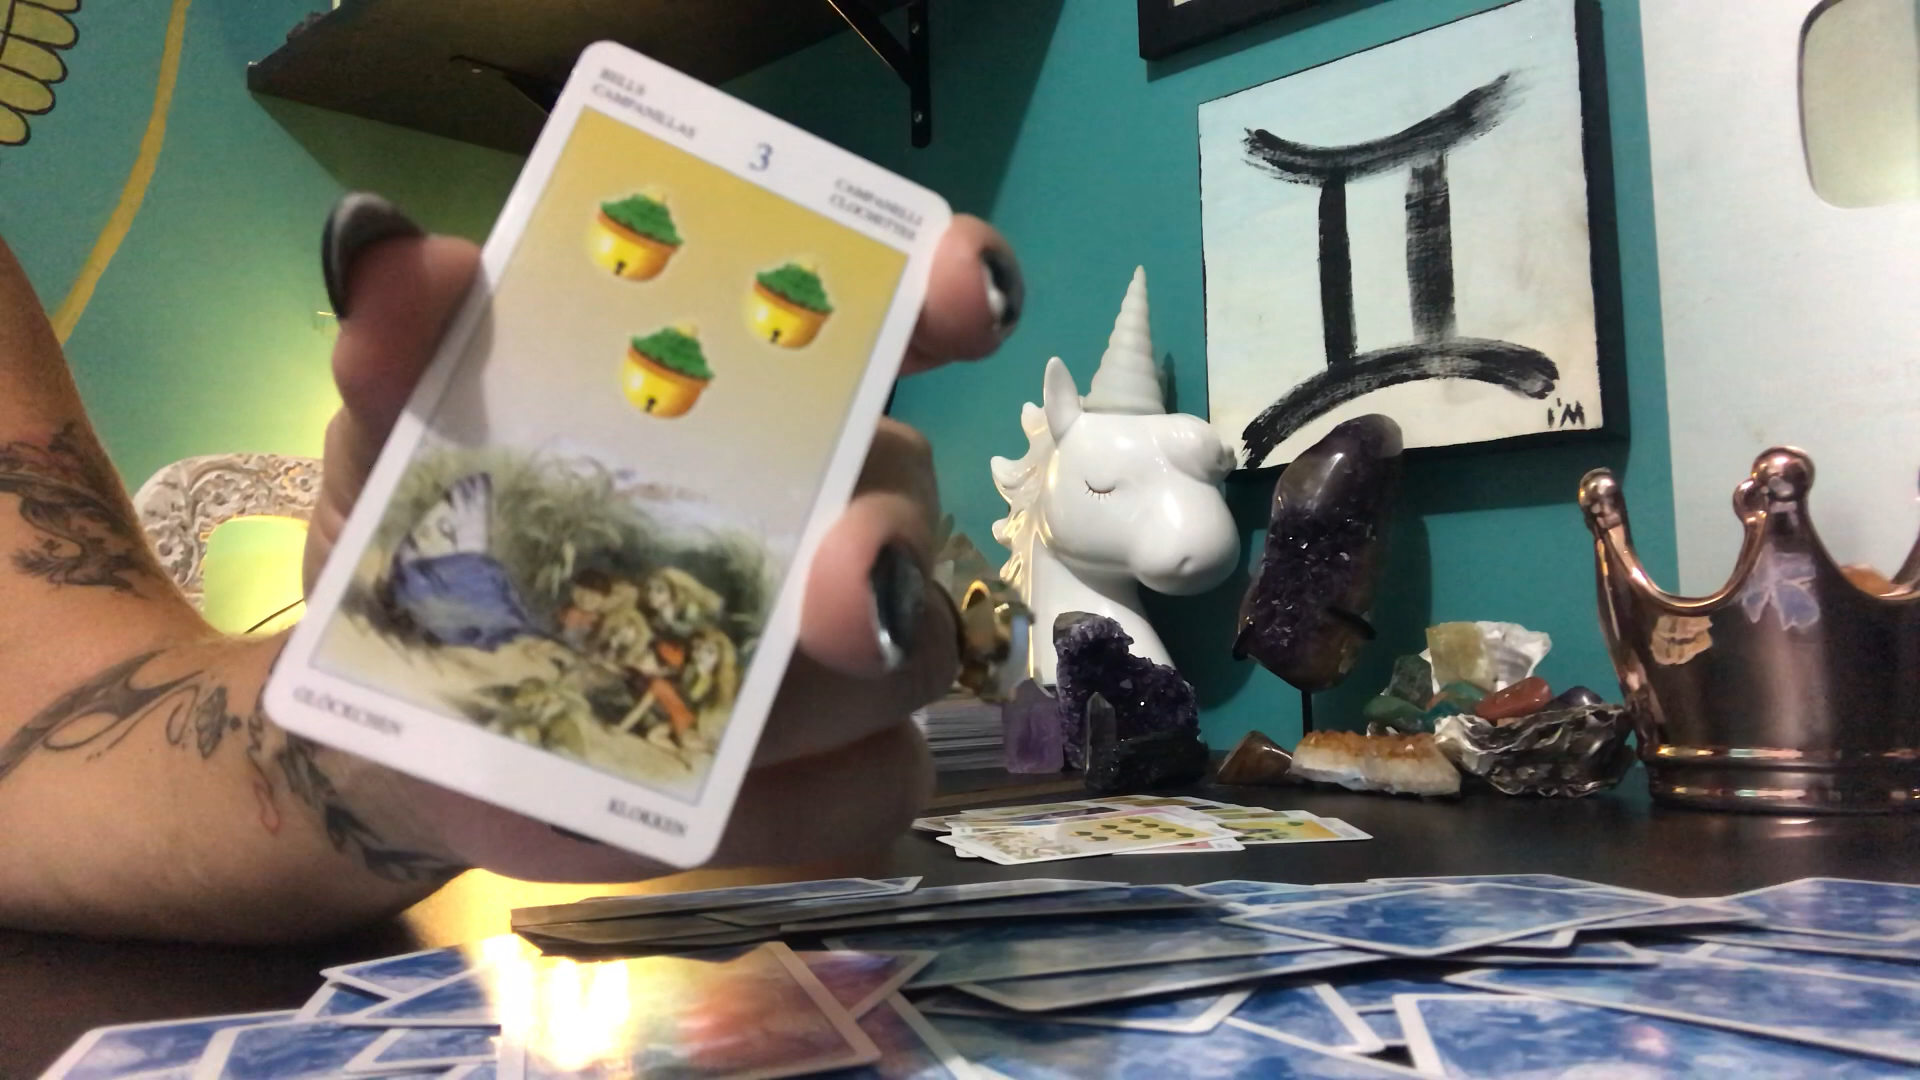 BELLS
CAMPANILLAS
3
CAMPANELLI
CLOCHETTES
I'M
GLÖCKCHEN
KLOKKEN